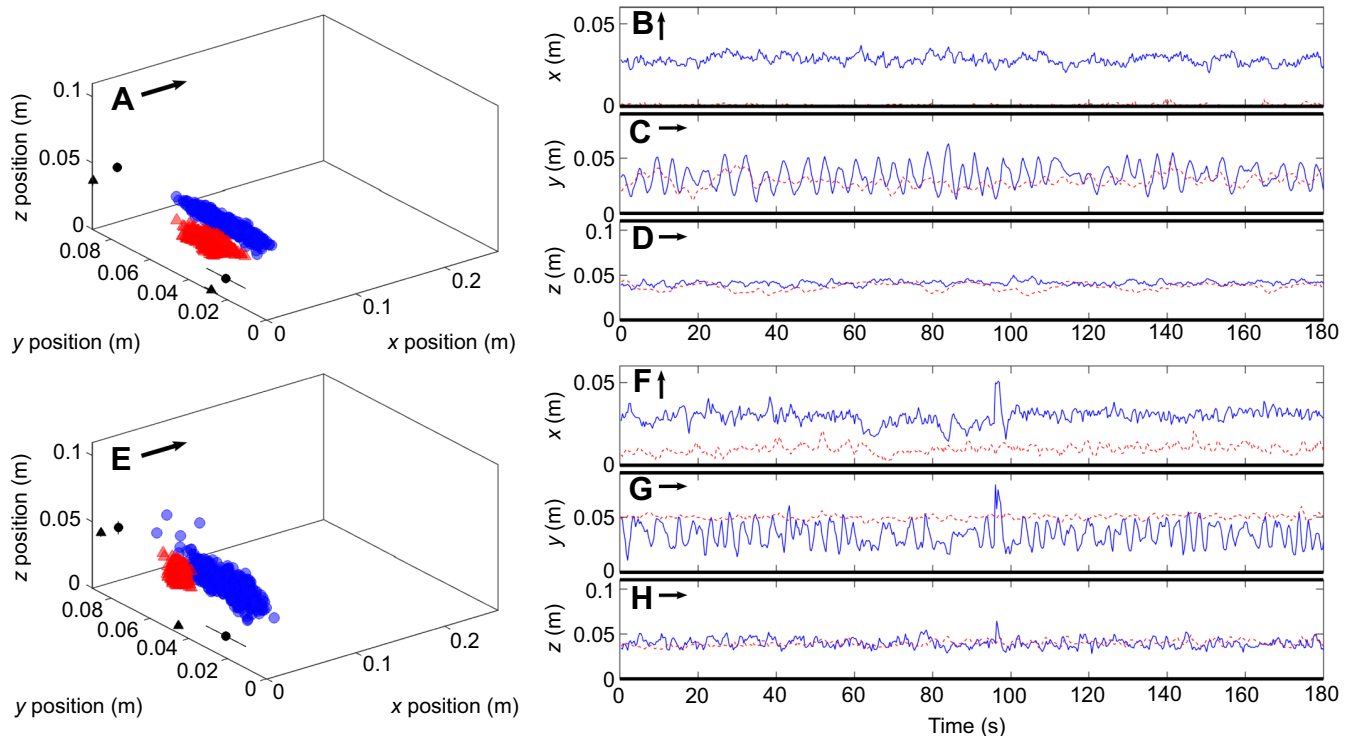 A
0.1
0.05
0
z position (m)
0.08
0.06
0.04
0.02
0
0
0.1
0.2
y position (m)
x position (m)
B
x (m)
0.05
0
C
y (m)
0.05
0
D
z (m)
0.1
0.05
0
0 20 40 60 80 100 120 140 160 180
E
0.1
0.05
0
z position (m)
0.08
0.06
0.04
0.02
0
0
0.1
0.2
y position (m)
x position (m)
F
x (m)
0.05
0
G
y (m)
0.05
0
H
z (m)
0.1
0.05
0
0 20 40 60 80 100 120 140 160 180
Time (s)